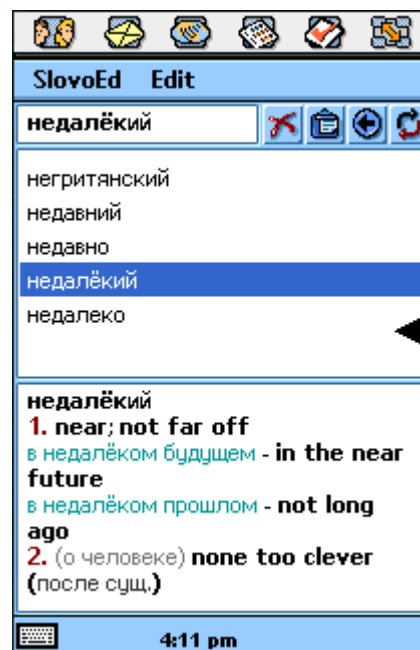 SlovoEd Edit
недалёкий
негритянский
недавний
недавно
недалёкий
недалеко
недалёкий
1. near; not far off
в недалёком будущем - in the near
future
в недалёком прошлом - not long
ago
2. (о человеке) none too clever
(после сущ.)
4:11 pm